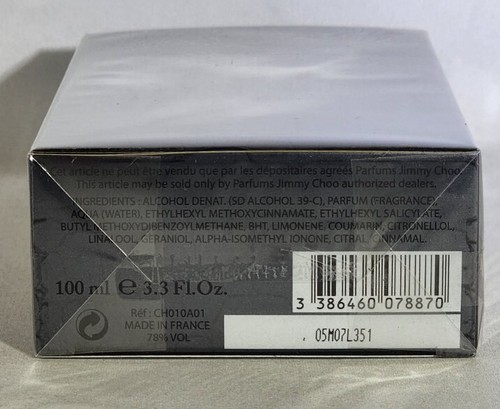 cet article ne peut être vendu que par les dépositaires agréés Parfums Jimmy Choo.
This article may be sold only by Parfums Jimmy Choo authorized dealers.
INGREDIENTS : ALCOHOL DENAT. (SD ALCOHOL 39-C), PARFUM (FRAGRANCE),
AQUA (WATER), ETHYLHEXYL METHOXYCINNAMATE, ETHYLHEXYL SALICYLATE,
BUTYL METHOXYDIBENZOYLMETHANE, BHT, LIMONENE, COUMARIN, CITRONELLOL,
LINALOOL, GERANIOL, ALPHA-ISOMETHYL IONONE, CITRAL, CINNAMAL.
100 ml e 3.3 Fl.Oz.
3 386460 078870
Réf : CH010A01
MADE IN FRANCE
78% VOL
. 05M07L351